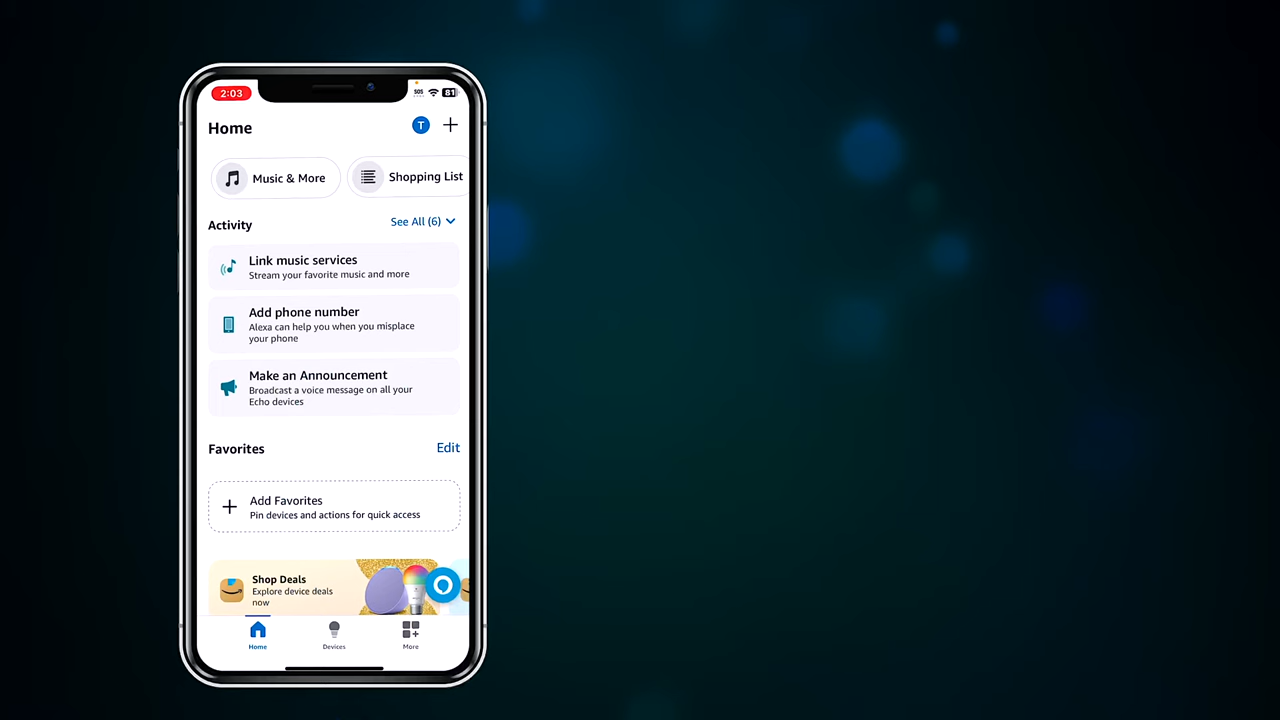 2:03
SOS
81
Home
T
Music & More
Shopping List
Activity
See All (6)
Link music services
Stream your favorite music and more
Add phone number
Alexa can help you when you misplace
your phone
Make an Announcement
Broadcast a voice message on all your
Echo devices
Favorites
Edit
Add Favorites
Pin devices and actions for quick access
Shop Deals
Explore device deals
now
Home
Devices
More